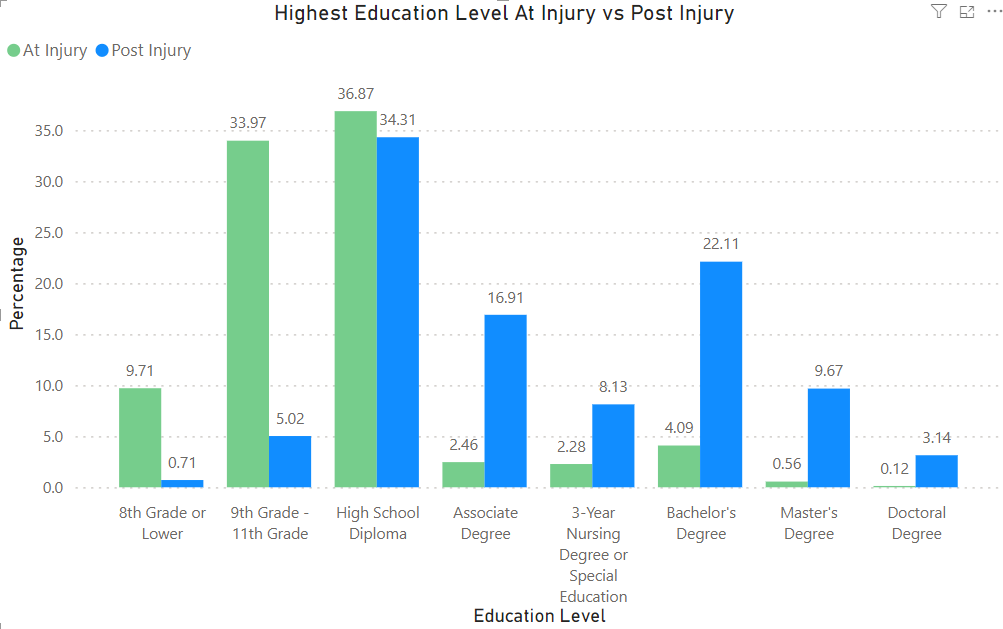 Highest Education Level At Injury vs Post Injury
At Injury Post Injury
Percentage
35.0
30.0
25.0
20.0
15.0
10.0
5.0
0.0
9.71
0.71
33.97
5.02
36.87
34.31
2.46
16.91
2.28
8.13
4.09
22.11
0.56
9.67
0.12
3.14
8th Grade or
Lower
9th Grade -
11th Grade
High School
Diploma
Associate
Degree
3-Year
Nursing
Degree or
Special
Education
Bachelor's
Degree
Master's
Degree
Doctoral
Degree
Education Level